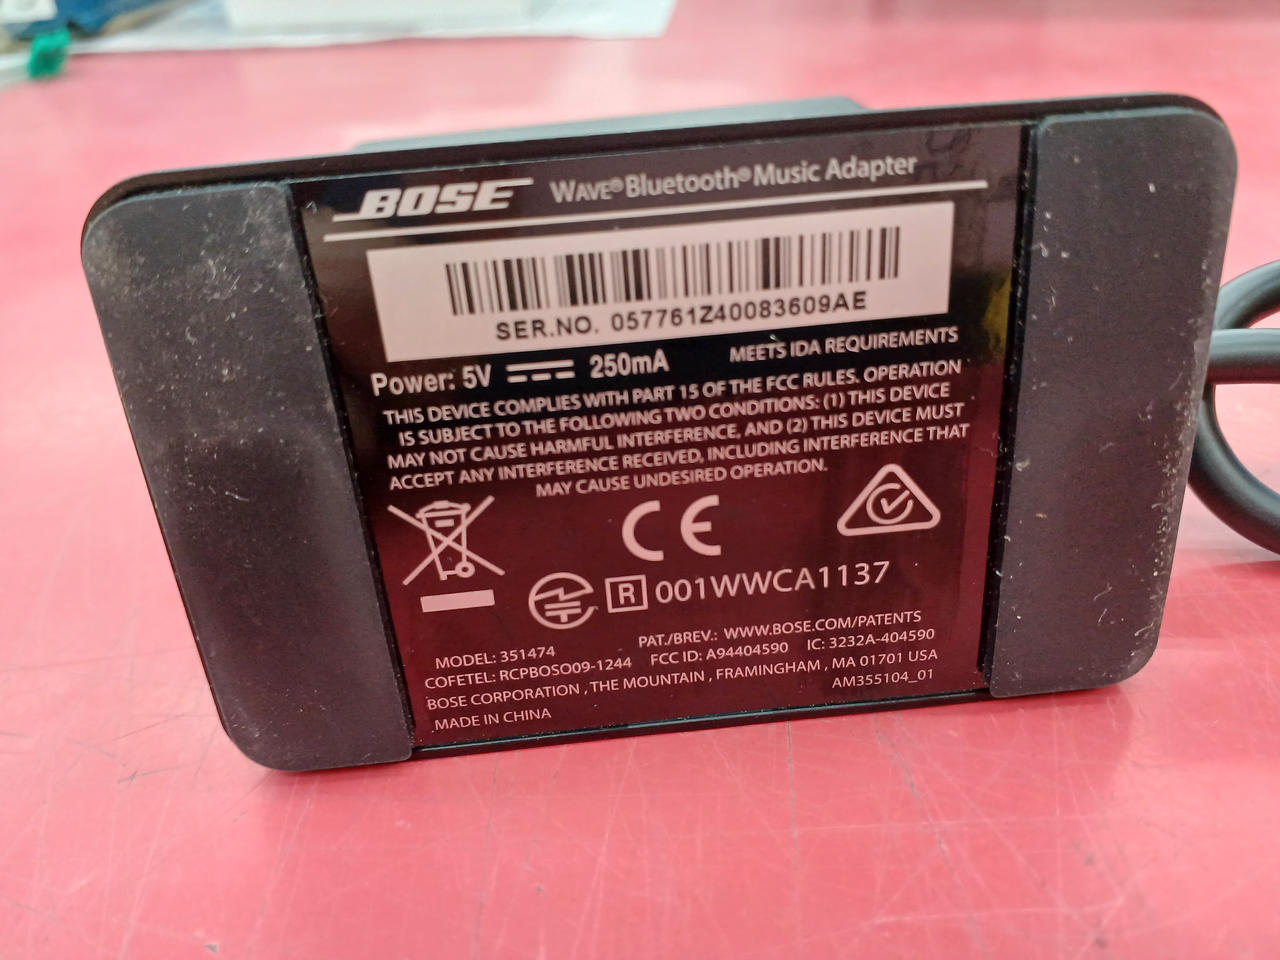 BOSE WAVE® Bluetooth® Music Adapter
SER.NO. 057761Z40083609AE
Power: 5V 250mA MEETS IDA REQUIREMENTS
THIS DEVICE COMPLIES WITH PART 15 OF THE FCC RULES. OPERATION
IS SUBJECT TO THE FOLLOWING TWO CONDITIONS: (1) THIS DEVICE
MAY NOT CAUSE HARMFUL INTERFERENCE, AND (2) THIS DEVICE MUST
ACCEPT ANY INTERFERENCE RECEIVED, INCLUDING INTERFERENCE THAT
MAY CAUSE UNDESIRED OPERATION.
CE
R 001WWCA1137
PAT./BREV.: WWW.BOSE.COM/PATENTS
MODEL: 351474 FCC ID: A94404590 IC: 3232A-404590
COFETEL: RCPBOSO09-1244
BOSE CORPORATION , THE MOUNTAIN , FRAMINGHAM , MA 01701 USA
MADE IN CHINA AM355104_01